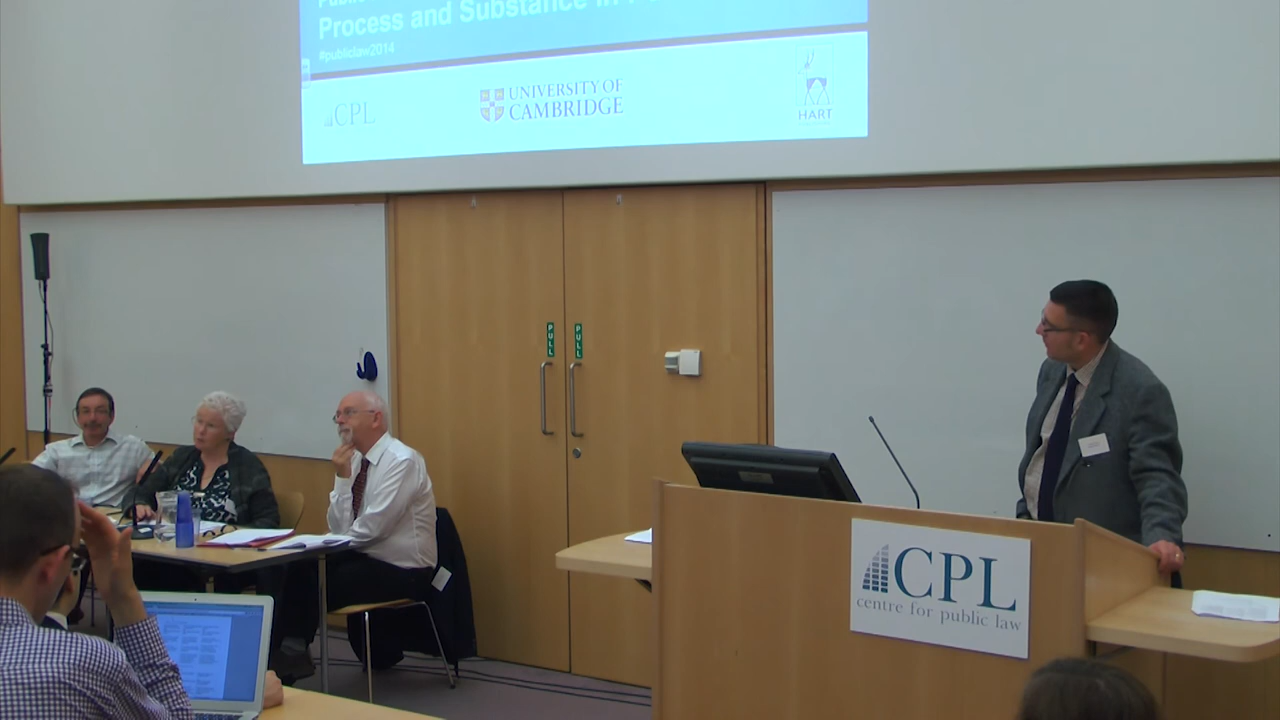 Process and Substance in
#publiclaw2014
CPL
UNIVERSITY OF
CAMBRIDGE
HART
PULL
PULL
CPL
centre for public law